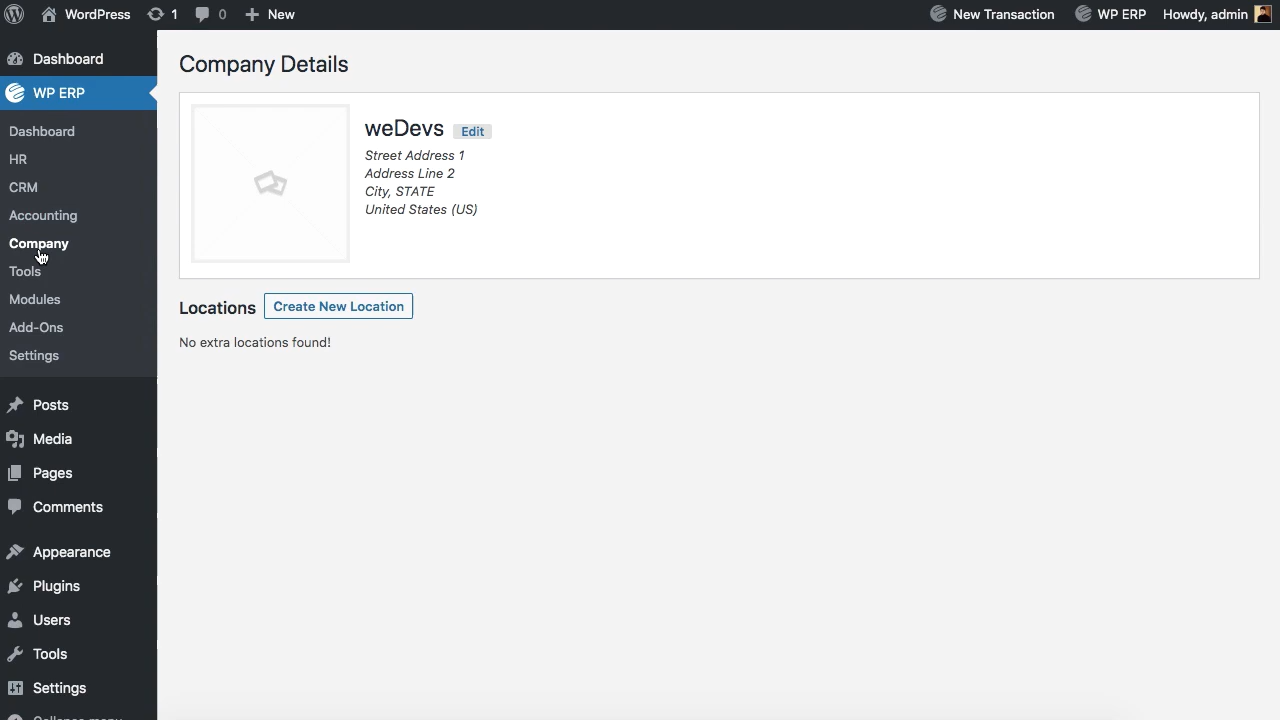 WordPress 1 0 New New Transaction WP ERP Howdy, admin
Dashboard
WP ERP
Dashboard
HR
CRM
Accounting
Company
Tools
Modules
Add-Ons
Settings
Posts
Media
Pages
Comments
Appearance
Plugins
Users
Tools
Settings
Collapse menu
Company Details
weDevs Edit
Street Address 1
Address Line 2
City, STATE
United States (US)
Locations Create New Location
No extra locations found!